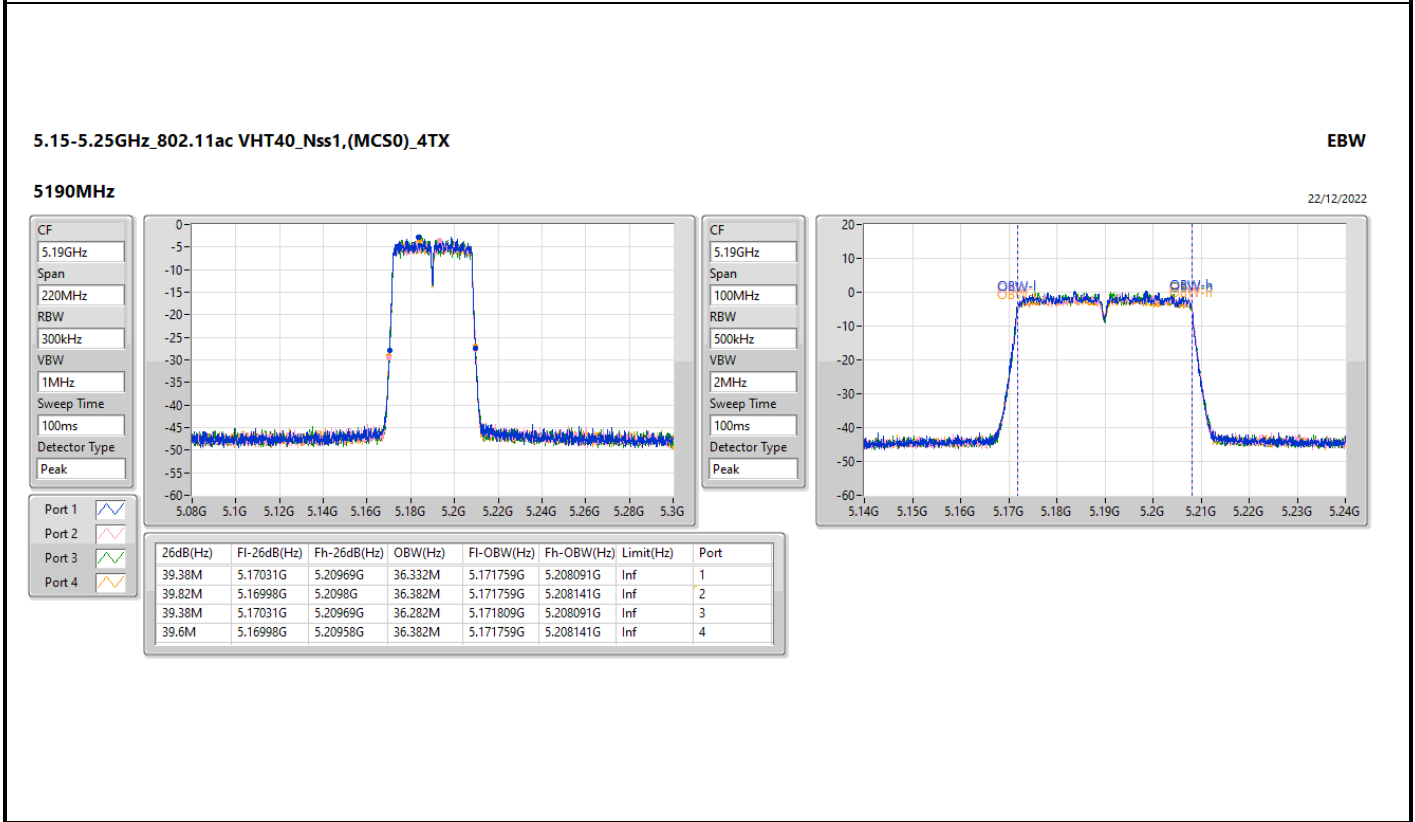 5.15-5.25GHz_802.11ac VHT40_Nss1,(MCS0)_4TX
EBW
5190MHz
22/12/2022
CF
5.19GHz
Span
220MHz
RBW
300kHz
VBW
1MHz
Sweep Time
100ms
Detector Type
Peak
0
-5
-10
-15
-20
-25
-30
-35
-40
-45
-50
-55
-60
5.08G 5.1G 5.12G 5.14G 5.16G 5.18G 5.2G 5.22G 5.24G 5.26G 5.28G 5.3G
CF
5.19GHz
Span
100MHz
RBW
500kHz
VBW
2MHz
Sweep Time
100ms
Detector Type
Peak
20
10
0
-10
-20
-30
-40
-50
-60
OBW-l
OBW-h
5.14G 5.15G 5.16G 5.17G 5.18G 5.19G 5.2G 5.21G 5.22G 5.23G 5.24G
Port 1
Port 2
Port 3
Port 4
26dB(Hz) Fl-26dB(Hz) Fh-26dB(Hz) OBW(Hz) Fl-OBW(Hz) Fh-OBW(Hz) Limit(Hz) Port
39.38M 5.17031G 5.20969G 36.332M 5.171759G 5.208091G Inf 1
39.82M 5.16998G 5.2098G 36.382M 5.171759G 5.208141G Inf 2
39.38M 5.17031G 5.20969G 36.282M 5.171809G 5.208091G Inf 3
39.6M 5.16998G 5.20958G 36.382M 5.171759G 5.208141G Inf 4